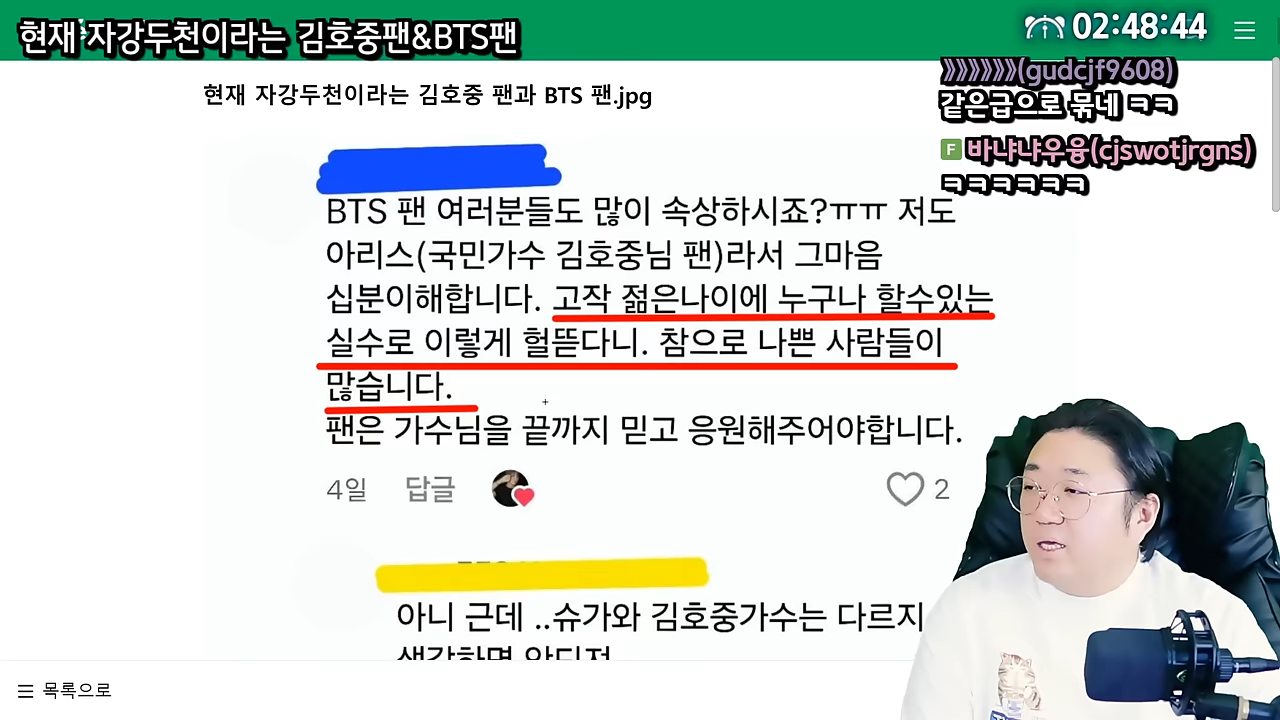 현재 자강두천이라는 김호중팬&BTS팬
02:48:44
현재 자강두천이라는 김호중 팬과 BTS 팬.jpg
》》》》》》(gudcjf9608)
같은급으로 묶네 ㅋㅋ
F 바냐냐우융(cjswotjrgns)
ㅋㅋㅋㅋㅋㅋ
BTS 팬 여러분들도 많이 속상하시죠?ㅠㅠ 저도
아리스(국민가수 김호중님 팬)라서 그마음
십분이해합니다. 고작 젊은나이에 누구나 할수있는
실수로 이렇게 헐뜯다니. 참으로 나쁜 사람들이
많습니다.
팬은 가수님을 끝까지 믿고 응원해주어야합니다.
4일 답글 2
아니 근데 ..슈가와 김호중가수는 다르지
생각하면 안되져
목록으로